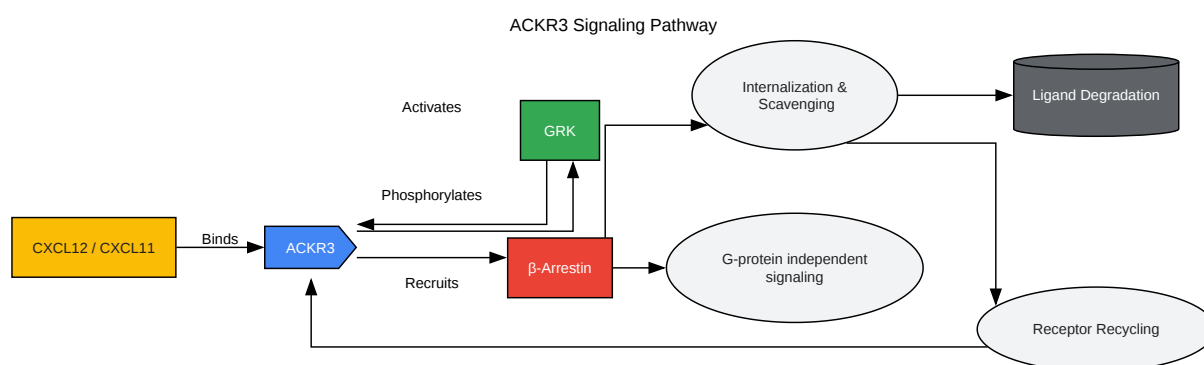 ACKR3 Signaling Pathway
Internalization &
Scavenging
Ligand Degradation
Activates
GRK
Phosphorylates
CXCL12 / CXCL11
Binds
ACKR3
Recruits
β-Arrestin
G-protein independent
signaling
Receptor Recycling